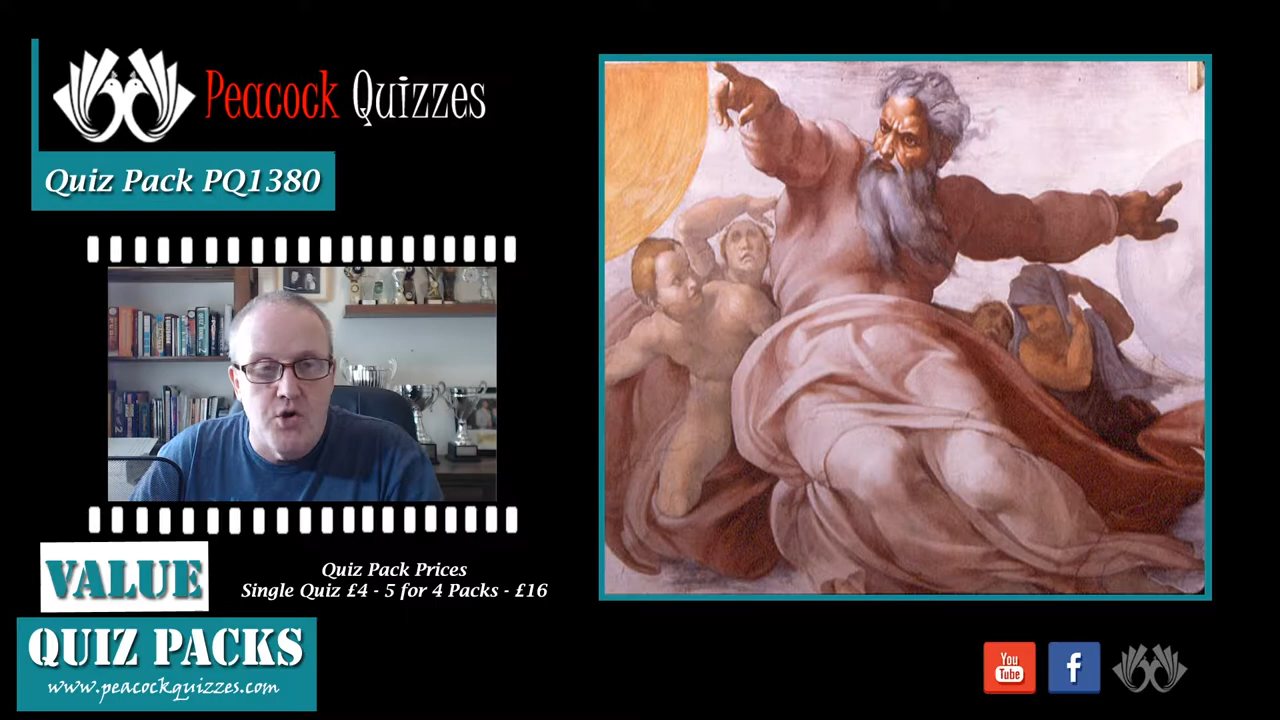 Peacock Quizzes
Quiz Pack PQ1380
VALUE
QUIZ PACKS
www.peacockquizzes.com
Quiz Pack Prices
Single Quiz £4 - 5 for 4 Packs - £16
You
Tube
f